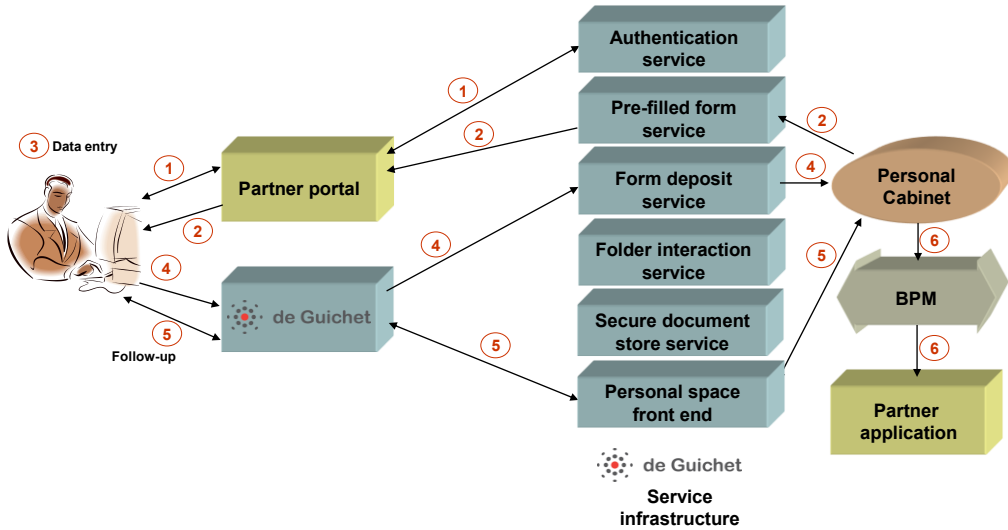 Authentication
service
1
Pre-filled form
service
2
2
3 Data entry
1
Partner portal
Form deposit
service
4
Personal
Cabinet
2
4
Folder interaction
service
5
6
4
de Guichet
BPM
Secure document
store service
5
5
Follow-up
6
Personal space
front end
Partner
application
de Guichet
Service
infrastructure